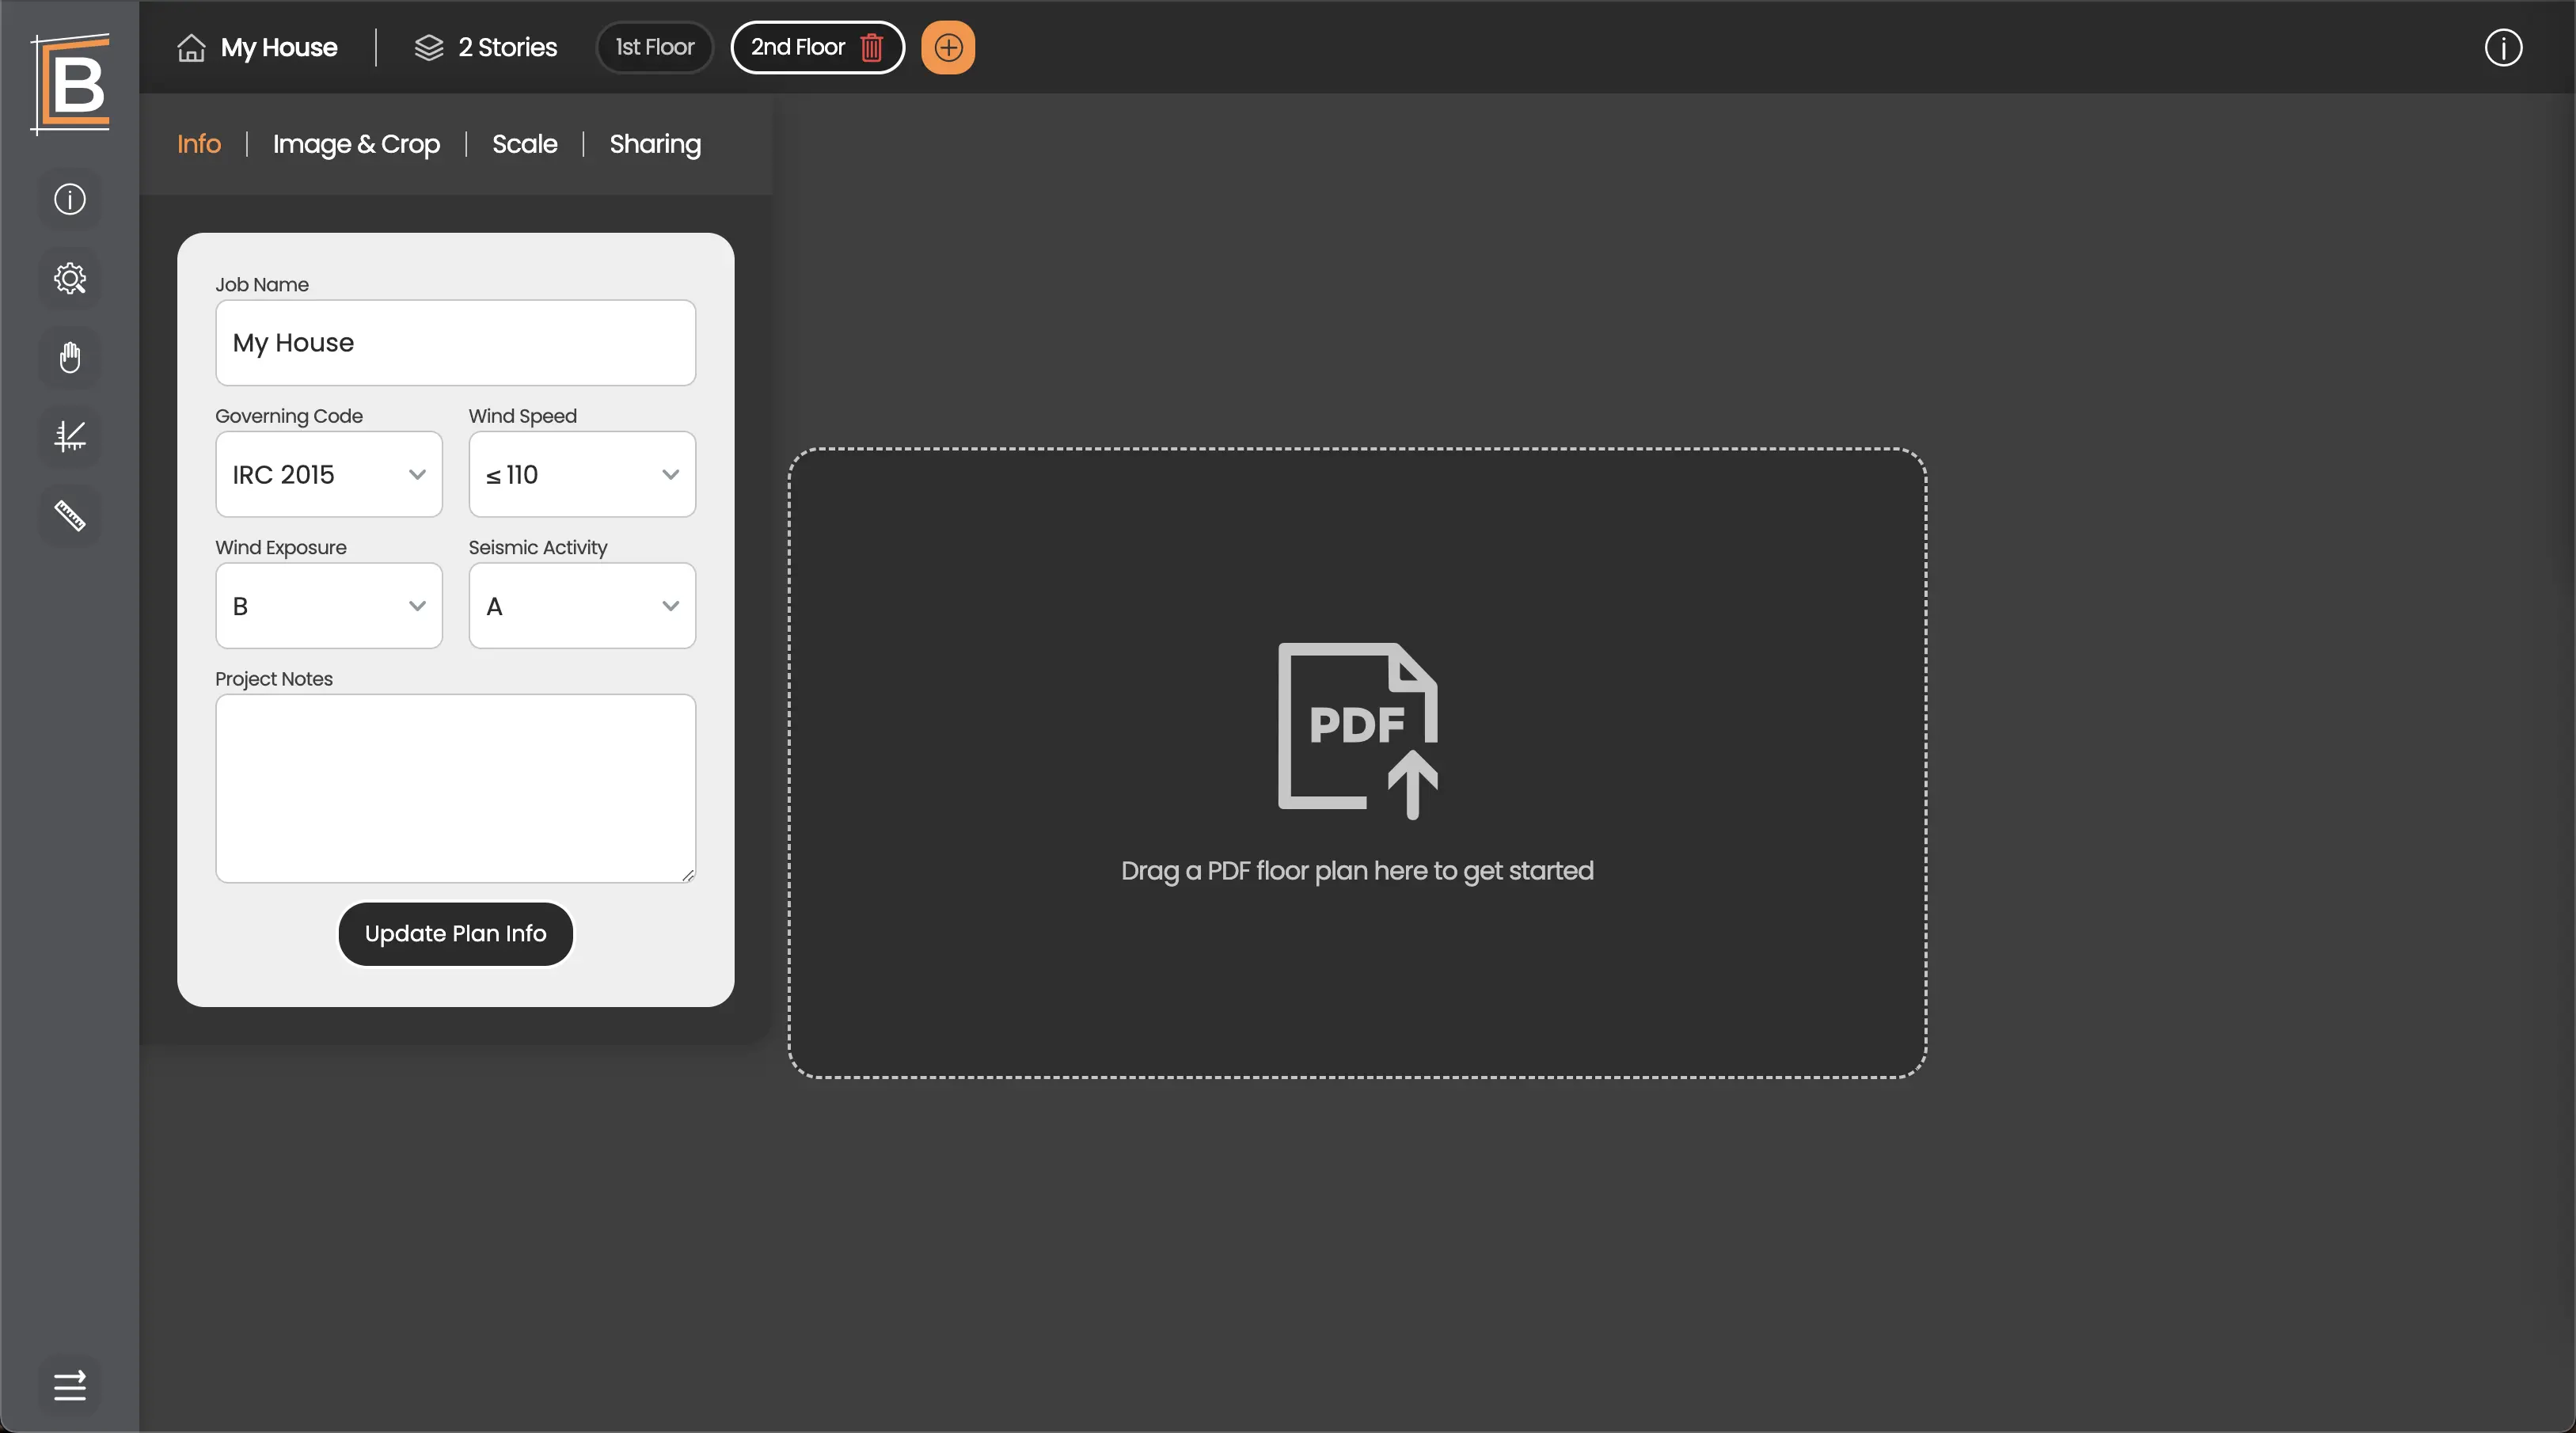 B
My House
2 Stories
1st Floor
2nd Floor
Info
Image & Crop
Scale
Sharing
Job Name
My House
Governing Code
Wind Speed
IRC 2015
≤ 110
Wind Exposure
Seismic Activity
B
A
Project Notes
Update Plan Info
PDF
Drag a PDF floor plan here to get started